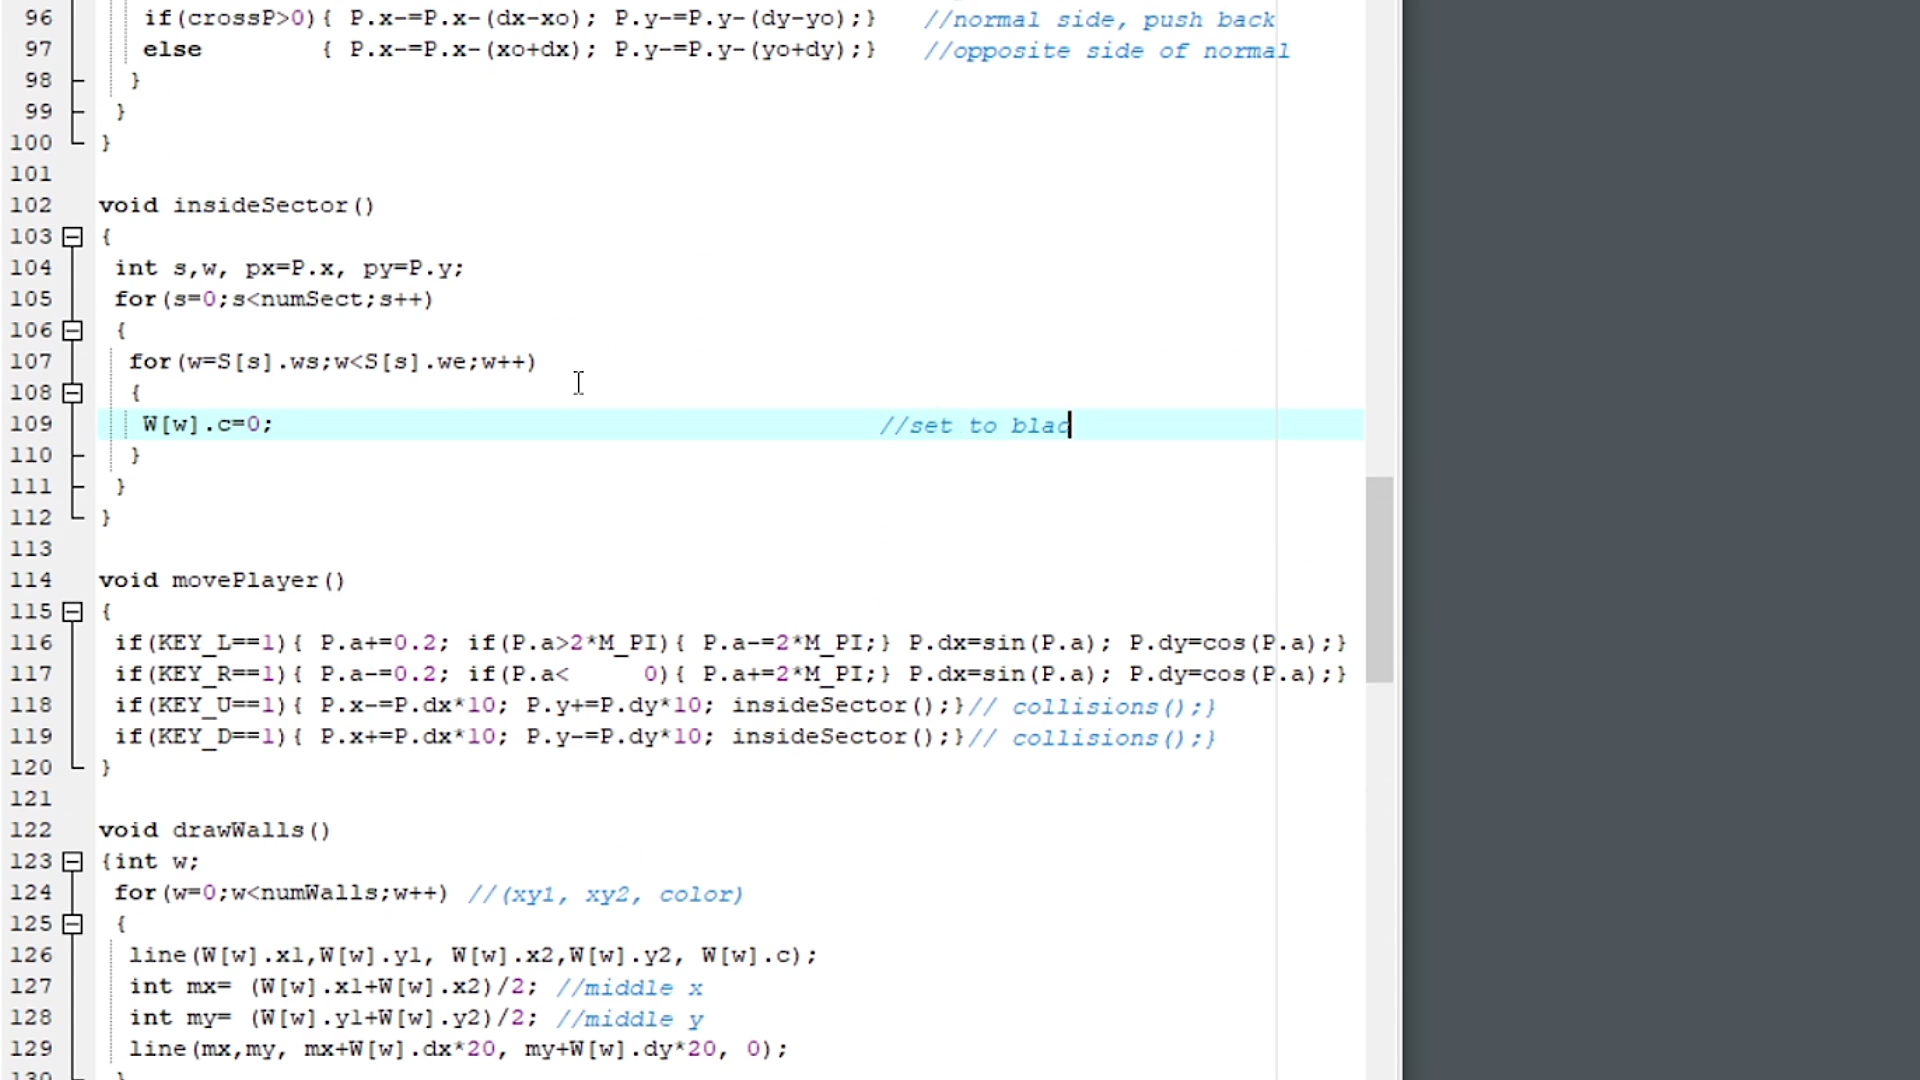 96 if(crossP>0){ P.x-=P.x-(dx-xo); P.y-=P.y-(dy-yo);} //normal side, push back
97 else { P.x-=P.x-(xo+dx); P.y-=P.y-(yo+dy);} //opposite side of normal
98 }
99 }
100 }
101
102 void insideSector()
103 {
104 int s,w, px=P.x, py=P.y;
105 for(s=0;s<numSect;s++)
106 {
107 for(w=S[s].ws;w<S[s].we;w++)
108 {
109 W[w].c=0; //set to blac
110 }
111 }
112 }
113
114 void movePlayer()
115 {
116 if(KEY_L==1){ P.a+=0.2; if(P.a>2*M_PI){ P.a-=2*M_PI;} P.dx=sin(P.a); P.dy=cos(P.a);}
117 if(KEY_R==1){ P.a-=0.2; if(P.a< 0){ P.a+=2*M_PI;} P.dx=sin(P.a); P.dy=cos(P.a);}
118 if(KEY_U==1){ P.x-=P.dx*10; P.y+=P.dy*10; insideSector();}// collisions();}
119 if(KEY_D==1){ P.x+=P.dx*10; P.y-=P.dy*10; insideSector();}// collisions();}
120 }
121
122 void drawWalls()
123 {int w;
124 for(w=0;w<numWalls;w++) //(xy1, xy2, color)
125 {
126 line(W[w].x1,W[w].y1, W[w].x2,W[w].y2, W[w].c);
127 int mx= (W[w].x1+W[w].x2)/2; //middle x
128 int my= (W[w].y1+W[w].y2)/2; //middle y
129 line(mx,my, mx+W[w].dx*20, my+W[w].dy*20, 0);
130 }